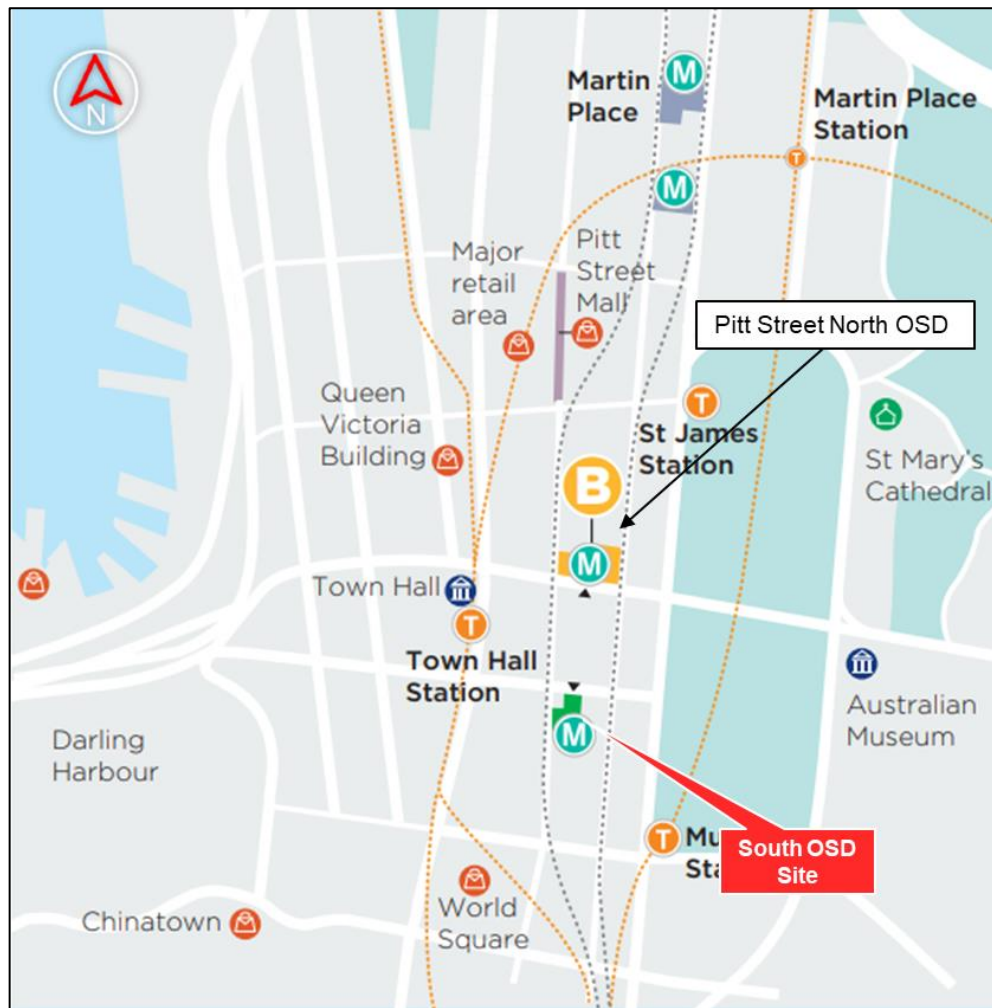 N
M
Martin
Place
Martin Place
Station
T
M
Major
retail
area
Pitt
Street
Mall
Pitt Street North OSD
Queen
Victoria
Building
T
St James
Station
St Mary's
Cathedral
B
M
Town Hall
T
Town Hall
Station
Australian
Museum
M
Darling
Harbour
T
Mu
Sta
South OSD
Site
World
Square
Chinatown